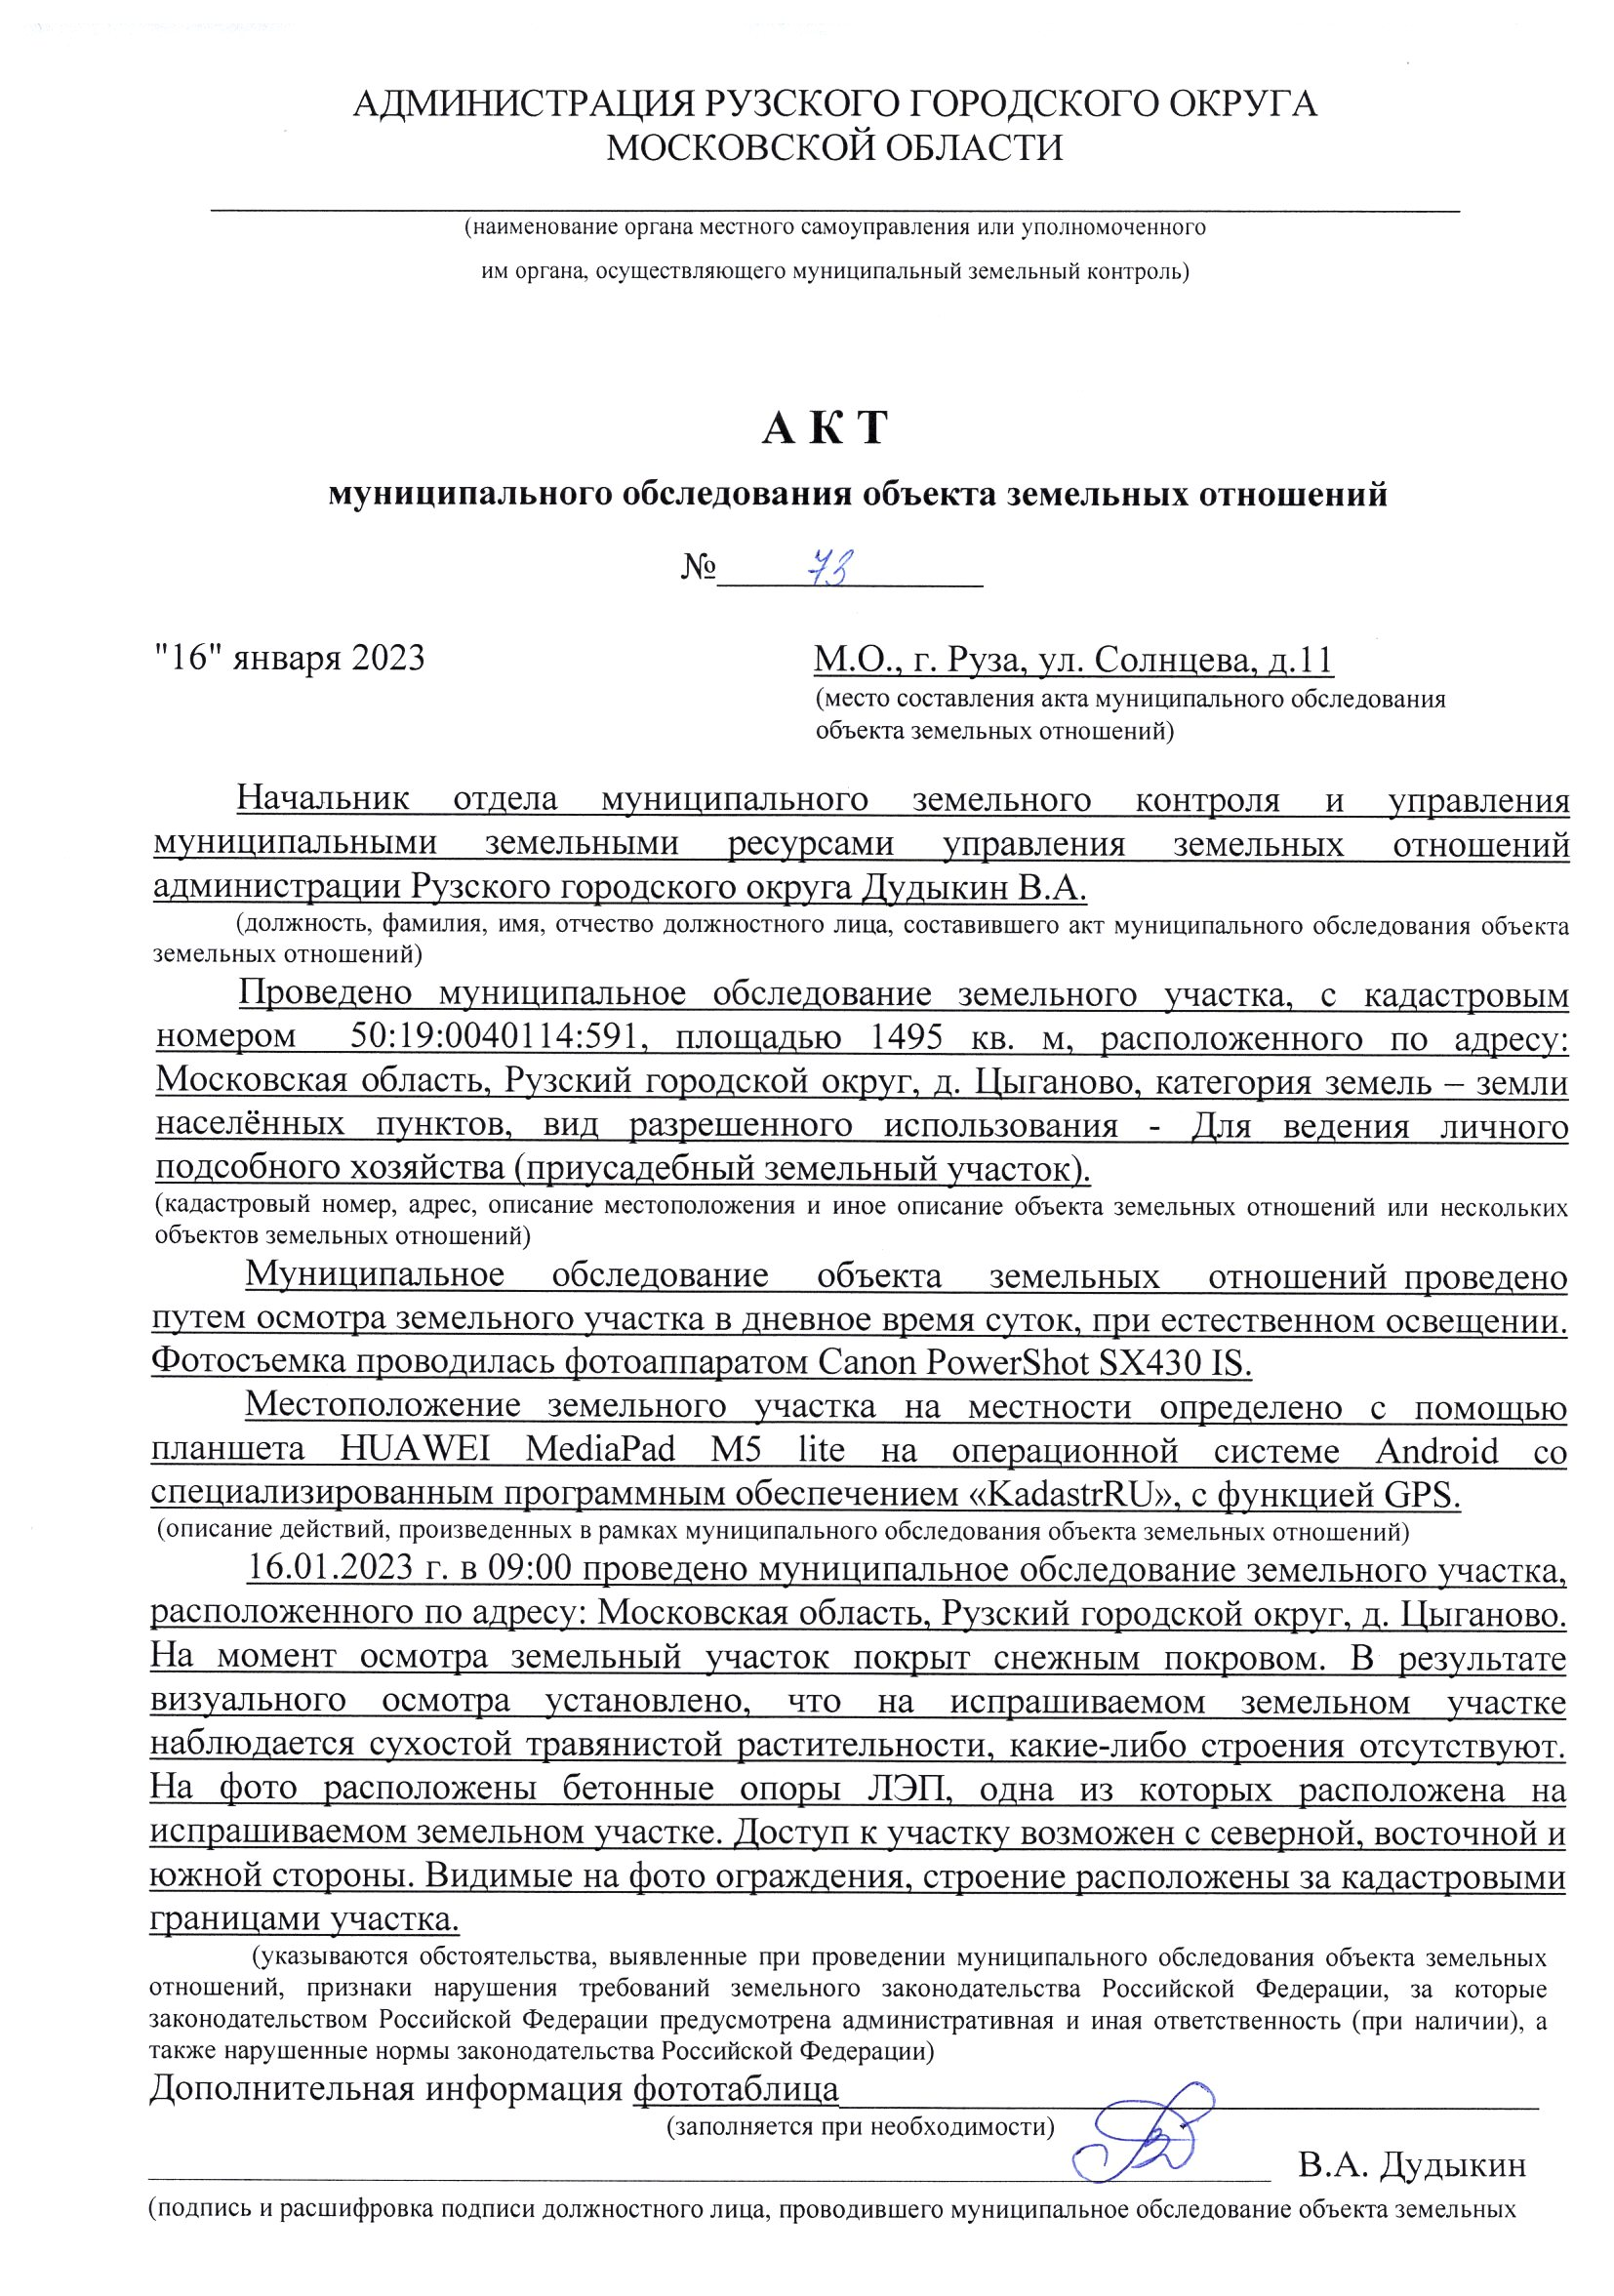 АДМИНИСТРАЦИЯ РУЗСКОГО ГОРОДСКОГО ОКРУГА
МОСКОВСКОЙ ОБЛАСТИ
(наименование органа местного самоуправления или уполномоченного
им органа, осуществляющего муниципальный земельный контроль)
А К Т
муниципального обследования объекта земельных отношений
№ 73
"16" января 2023
М.О., г. Руза, ул. Солнцева, д.11
(место составления акта муниципального обследования
объекта земельных отношений)
Начальник отдела муниципального земельного контроля и управления
муниципальными земельными ресурсами управления земельных отношений
администрации Рузского городского округа Дудыкин В.А.
(должность, фамилия, имя, отчество должностного лица, составившего акт муниципального обследования объекта
земельных отношений)
Проведено муниципальное обследование земельного участка, с кадастровым
номером 50:19:0040114:591, площадью 1495 кв. м, расположенного по адресу:
Московская область, Рузский городской округ, д. Цыганово, категория земель – земли
населённых пунктов, вид разрешенного использования - Для ведения личного
подсобного хозяйства (приусадебный земельный участок).
(кадастровый номер, адрес, описание местоположения и иное описание объекта земельных отношений или нескольких
объектов земельных отношений)
Муниципальное обследование объекта земельных отношений проведено
путем осмотра земельного участка в дневное время суток, при естественном освещении.
Фотосъемка проводилась фотоаппаратом Canon PowerShot SX430 IS.
Местоположение земельного участка на местности определено с помощью
планшета HUAWEI MediaPad M5 lite на операционной системе Android со
специализированным программным обеспечением «KadastrRU», с функцией GPS.
(описание действий, произведенных в рамках муниципального обследования объекта земельных отношений)
16.01.2023 г. в 09:00 проведено муниципальное обследование земельного участка,
расположенного по адресу: Московская область, Рузский городской округ, д. Цыганово.
На момент осмотра земельный участок покрыт снежным покровом. В результате
визуального осмотра установлено, что на испрашиваемом земельном участке
наблюдается сухостой травянистой растительности, какие-либо строения отсутствуют.
На фото расположены бетонные опоры ЛЭП, одна из которых расположена на
испрашиваемом земельном участке. Доступ к участку возможен с северной, восточной и
южной стороны. Видимые на фото ограждения, строение расположены за кадастровыми
границами участка.
(указываются обстоятельства, выявленные при проведении муниципального обследования объекта земельных
отношений, признаки нарушения требований земельного законодательства Российской Федерации, за которые
законодательством Российской Федерации предусмотрена административная и иная ответственность (при наличии), а
также нарушенные нормы законодательства Российской Федерации)
Дополнительная информация фототаблица
(заполняется при необходимости)
В.А. Дудыкин
(подпись и расшифровка подписи должностного лица, проводившего муниципальное обследование объекта земельных